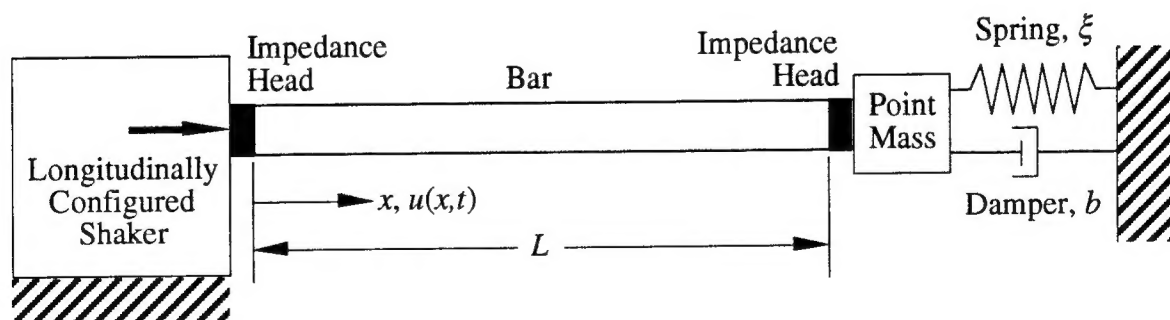 Impedance
Head
Bar
Impedance
Head
Spring, ξ
Point
Mass
Longitudinally
Configured
Shaker
x, u(x,t)
Damper, b
L